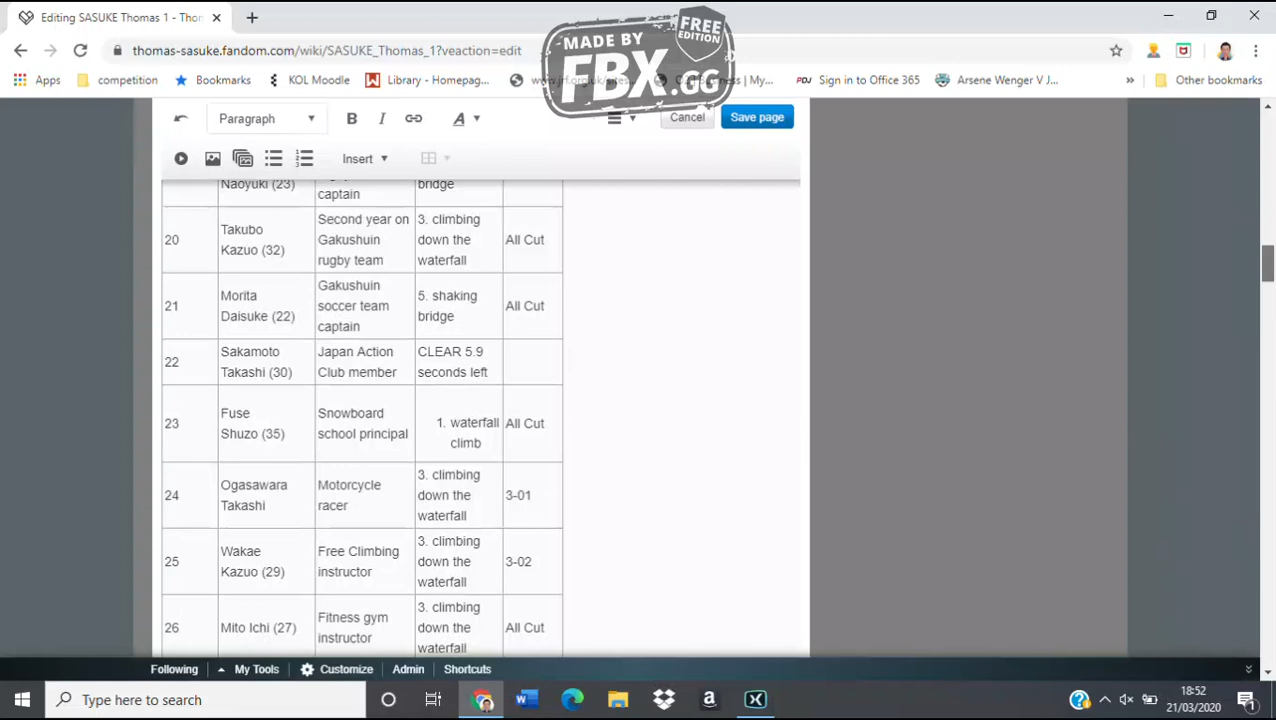 Editing SASUKE Thomas 1 - Thor
thomas-sasuke.fandom.com/wiki/SASUKE_Thomas_1?veaction=edit
MADE BY
FBX.GG
FREE
EDITION
Apps
competition
Bookmarks
KOL Moodle
Library - Homepag...
Sign in to Office 365
Arsene Wenger V J...
»
Other bookmarks
Paragraph
B I A
Cancel
Save page
Insert
Naoyuki (23)
captain
bridge
20
Takubo
Kazuo (32)
Second year on
Gakushuin
rugby team
3. climbing
down the
waterfall
All Cut
21
Morita
Daisuke (22)
Gakushuin
soccer team
captain
5. shaking
bridge
All Cut
22
Sakamoto
Takashi (30)
Japan Action
Club member
CLEAR 5.9
seconds left
23
Fuse
Shuzo (35)
Snowboard
school principal
1. waterfall
climb
All Cut
24
Ogasawara
Takashi
Motorcycle
racer
3. climbing
down the
waterfall
3-01
25
Wakae
Kazuo (29)
Free Climbing
instructor
3. climbing
down the
waterfall
3-02
26
Mito Ichi (27)
Fitness gym
instructor
3. climbing
down the
waterfall
All Cut
Following
My Tools
Customize
Admin
Shortcuts
Type here to search
18:52
21/03/2020